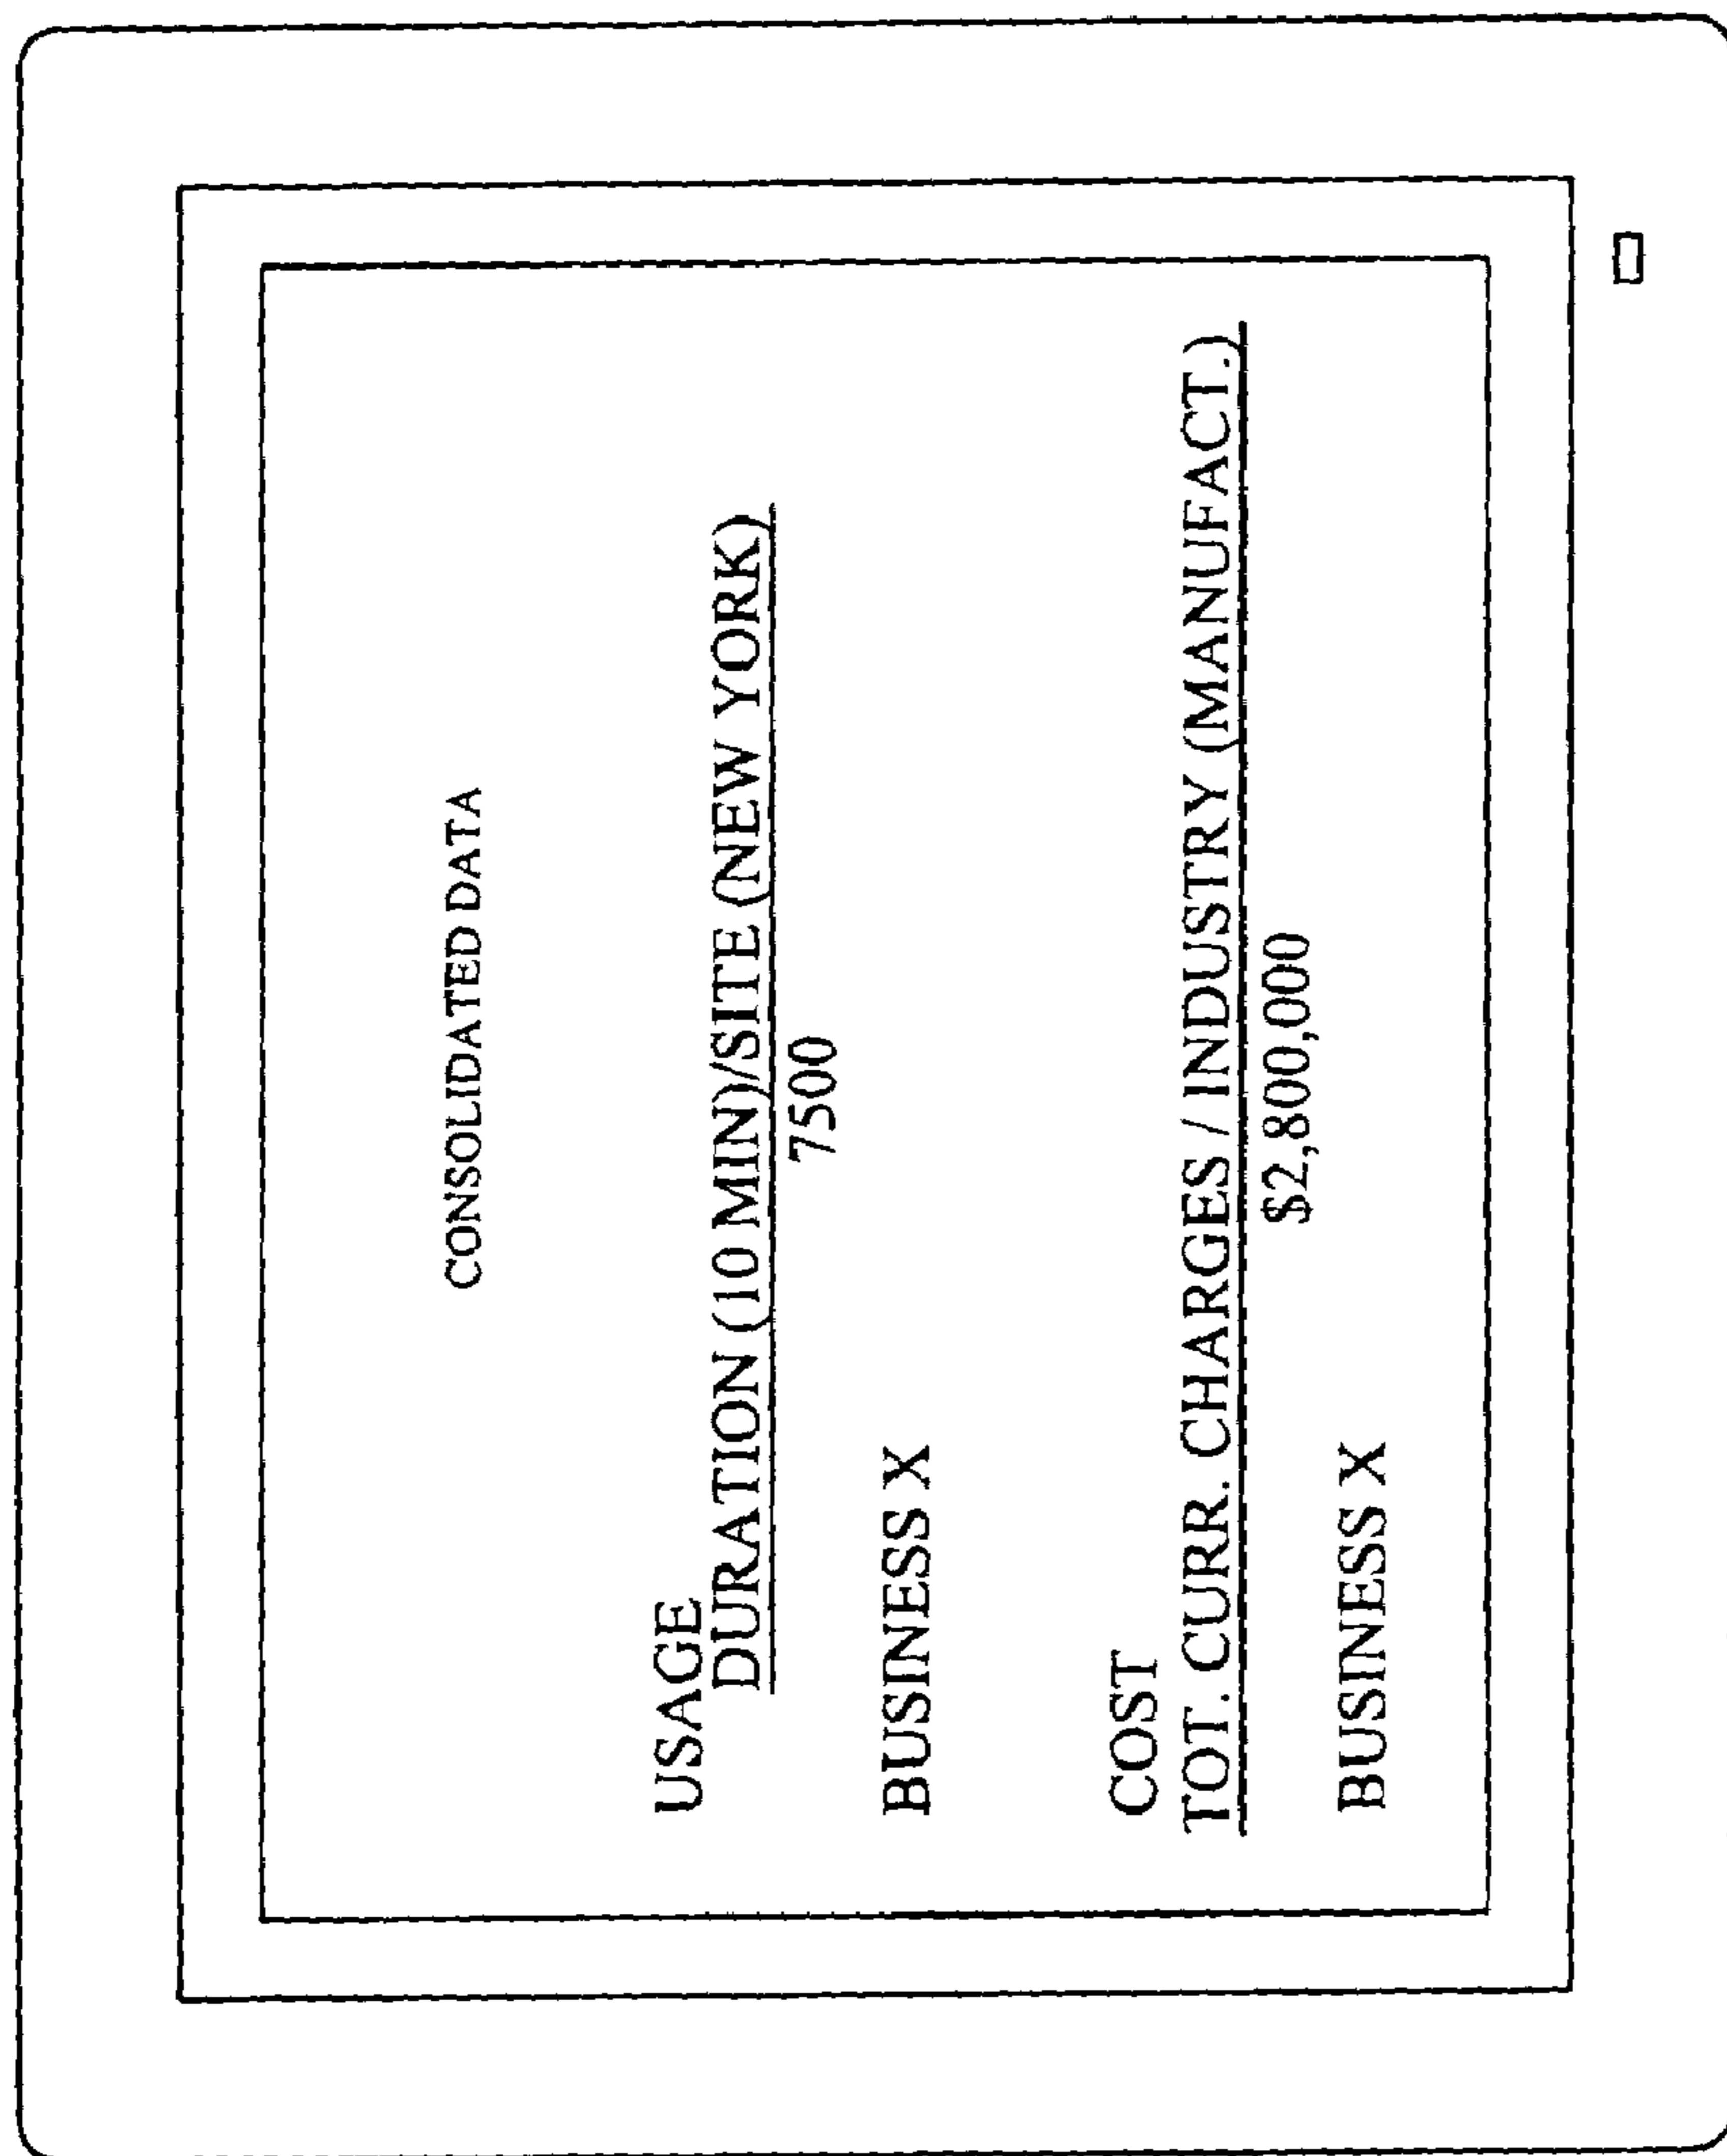 CONSOLIDATED DATA
USAGE
DURATION (10 MIN)/SITE (NEW YORK)
7500
BUSINESS X
COST
TOT. CURR. CHARGES / INDUSTRY (MANUFACT.)
$2,800,000
BUSINESS X